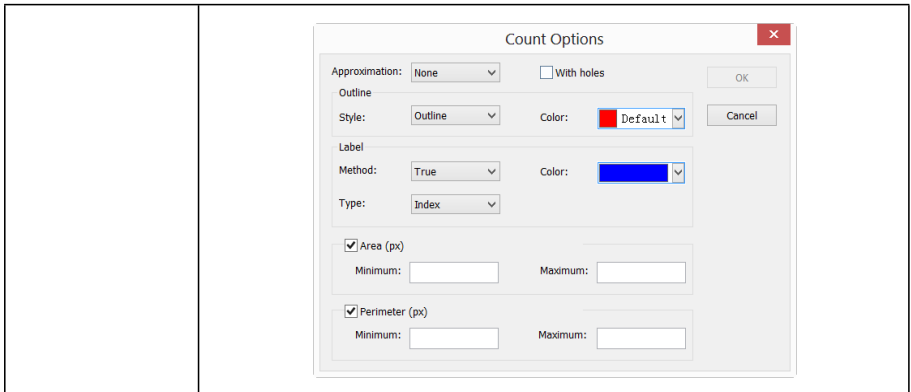 Count Options
Approximation: None With holes OK
Outline
Style: Outline Color: Default Cancel
Label
Method: True Color:
Type: Index
Area (px)
Minimum: Maximum:
Perimeter (px)
Minimum: Maximum: